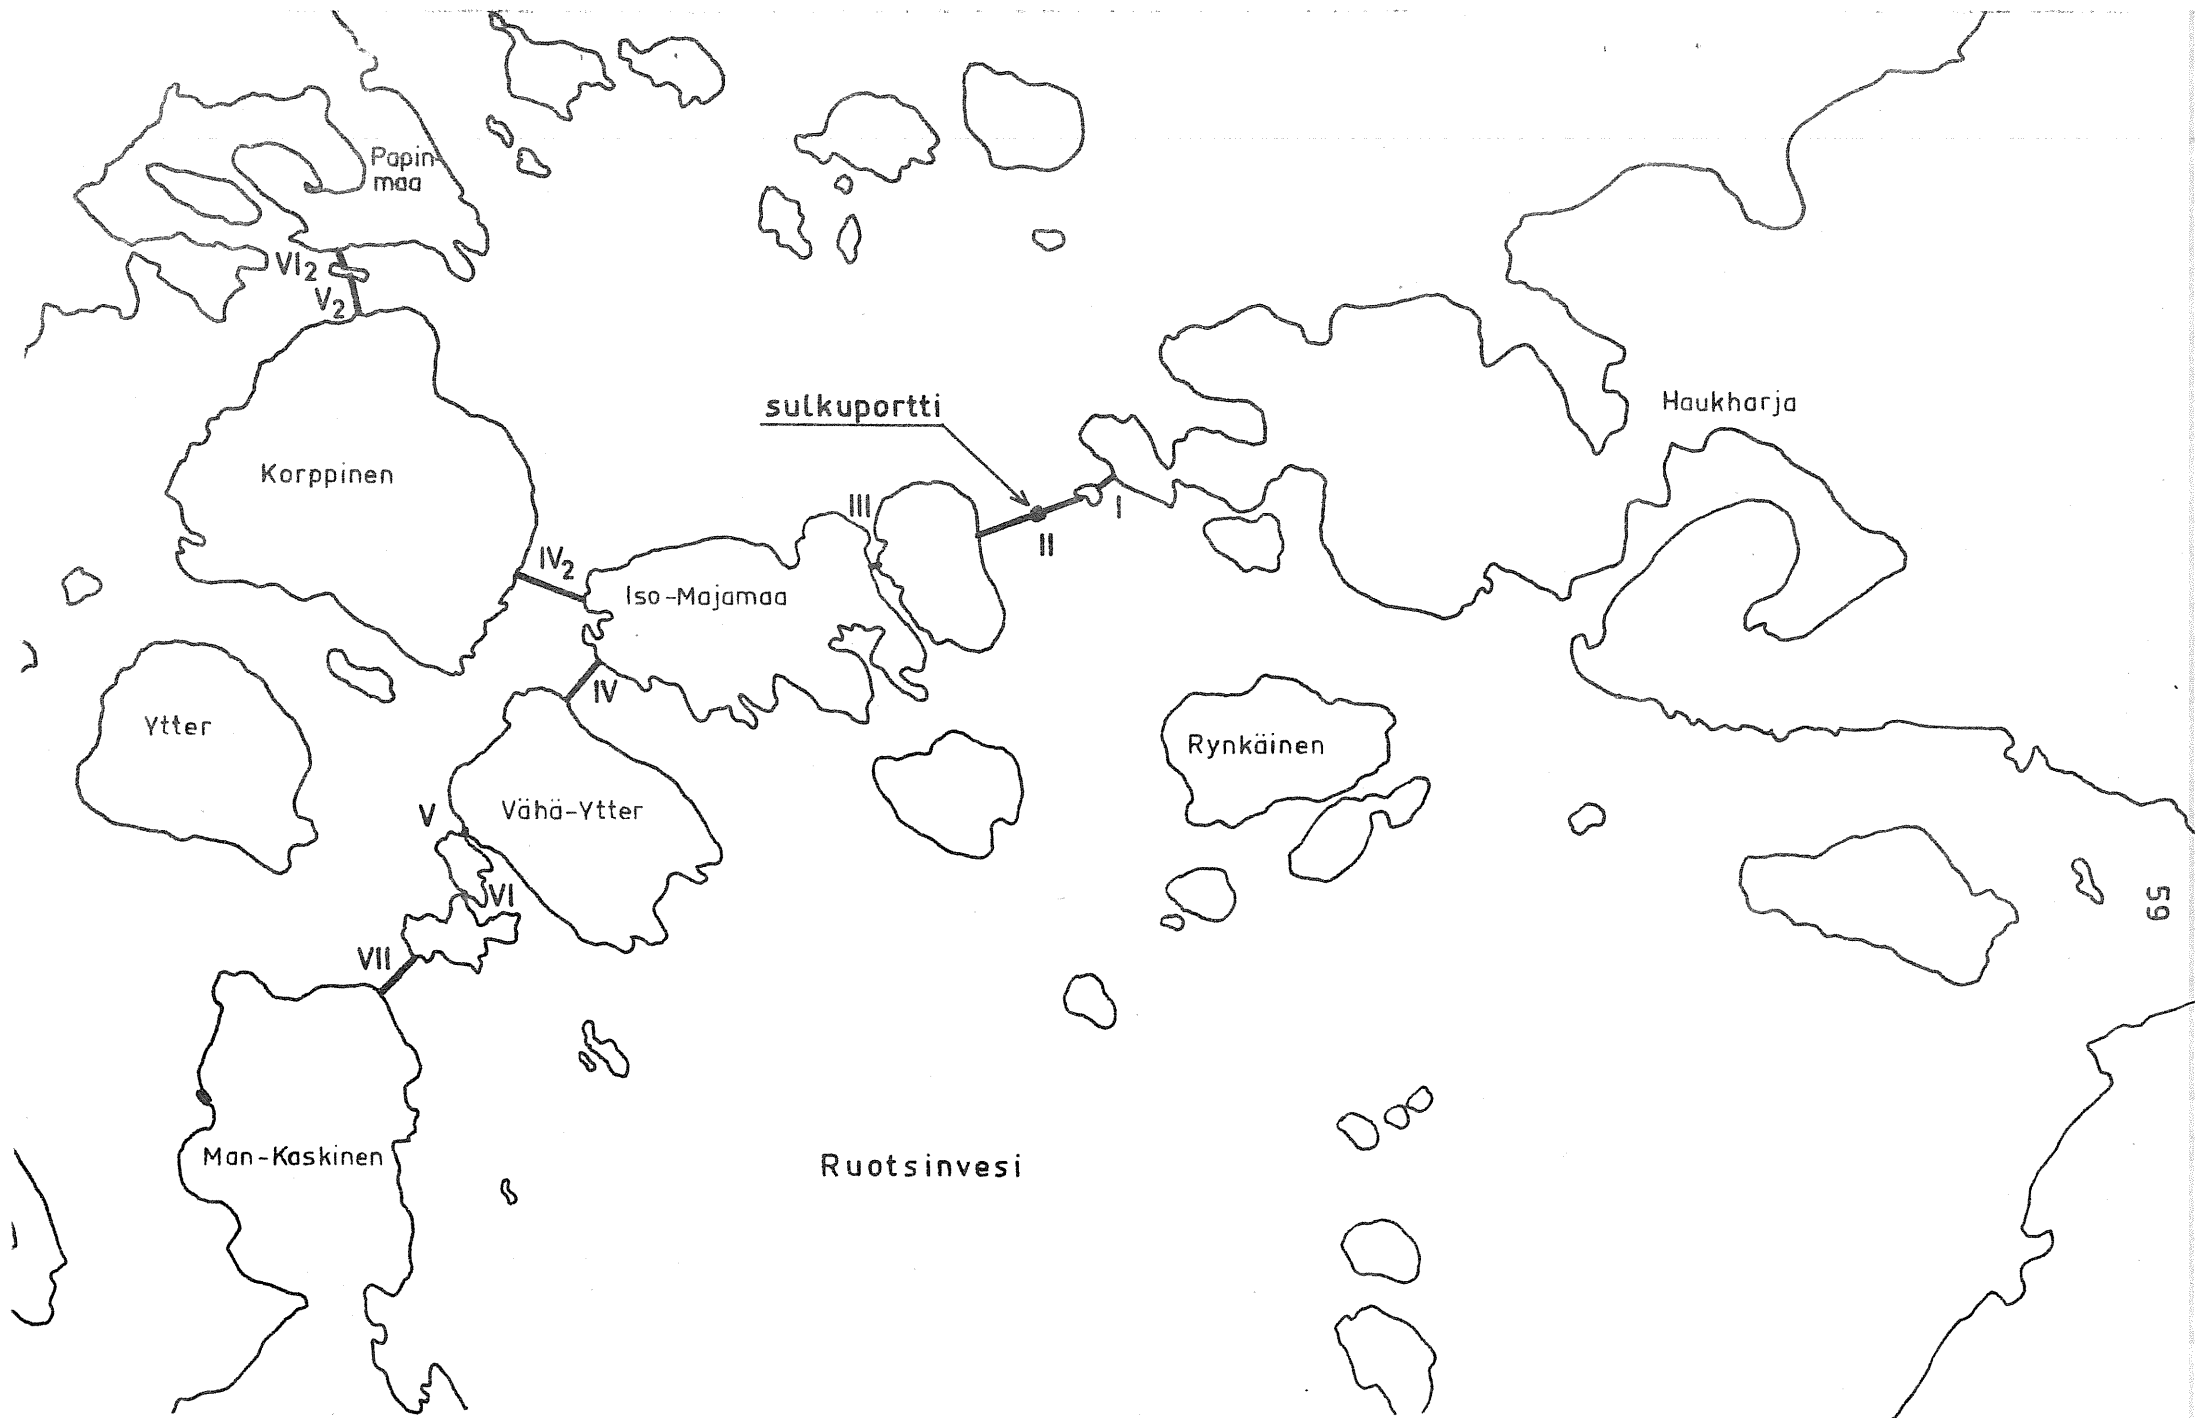 Papin-
maa
VI2
V2
Haukharja
sulkuportti
Korppinen
III
I
II
IV2
Iso-Majamaa
IV
Ytter
Rynkäinen
Vähä-Ytter
V
VI
59
VII
Man-Kaskinen
Ruotsinvesi